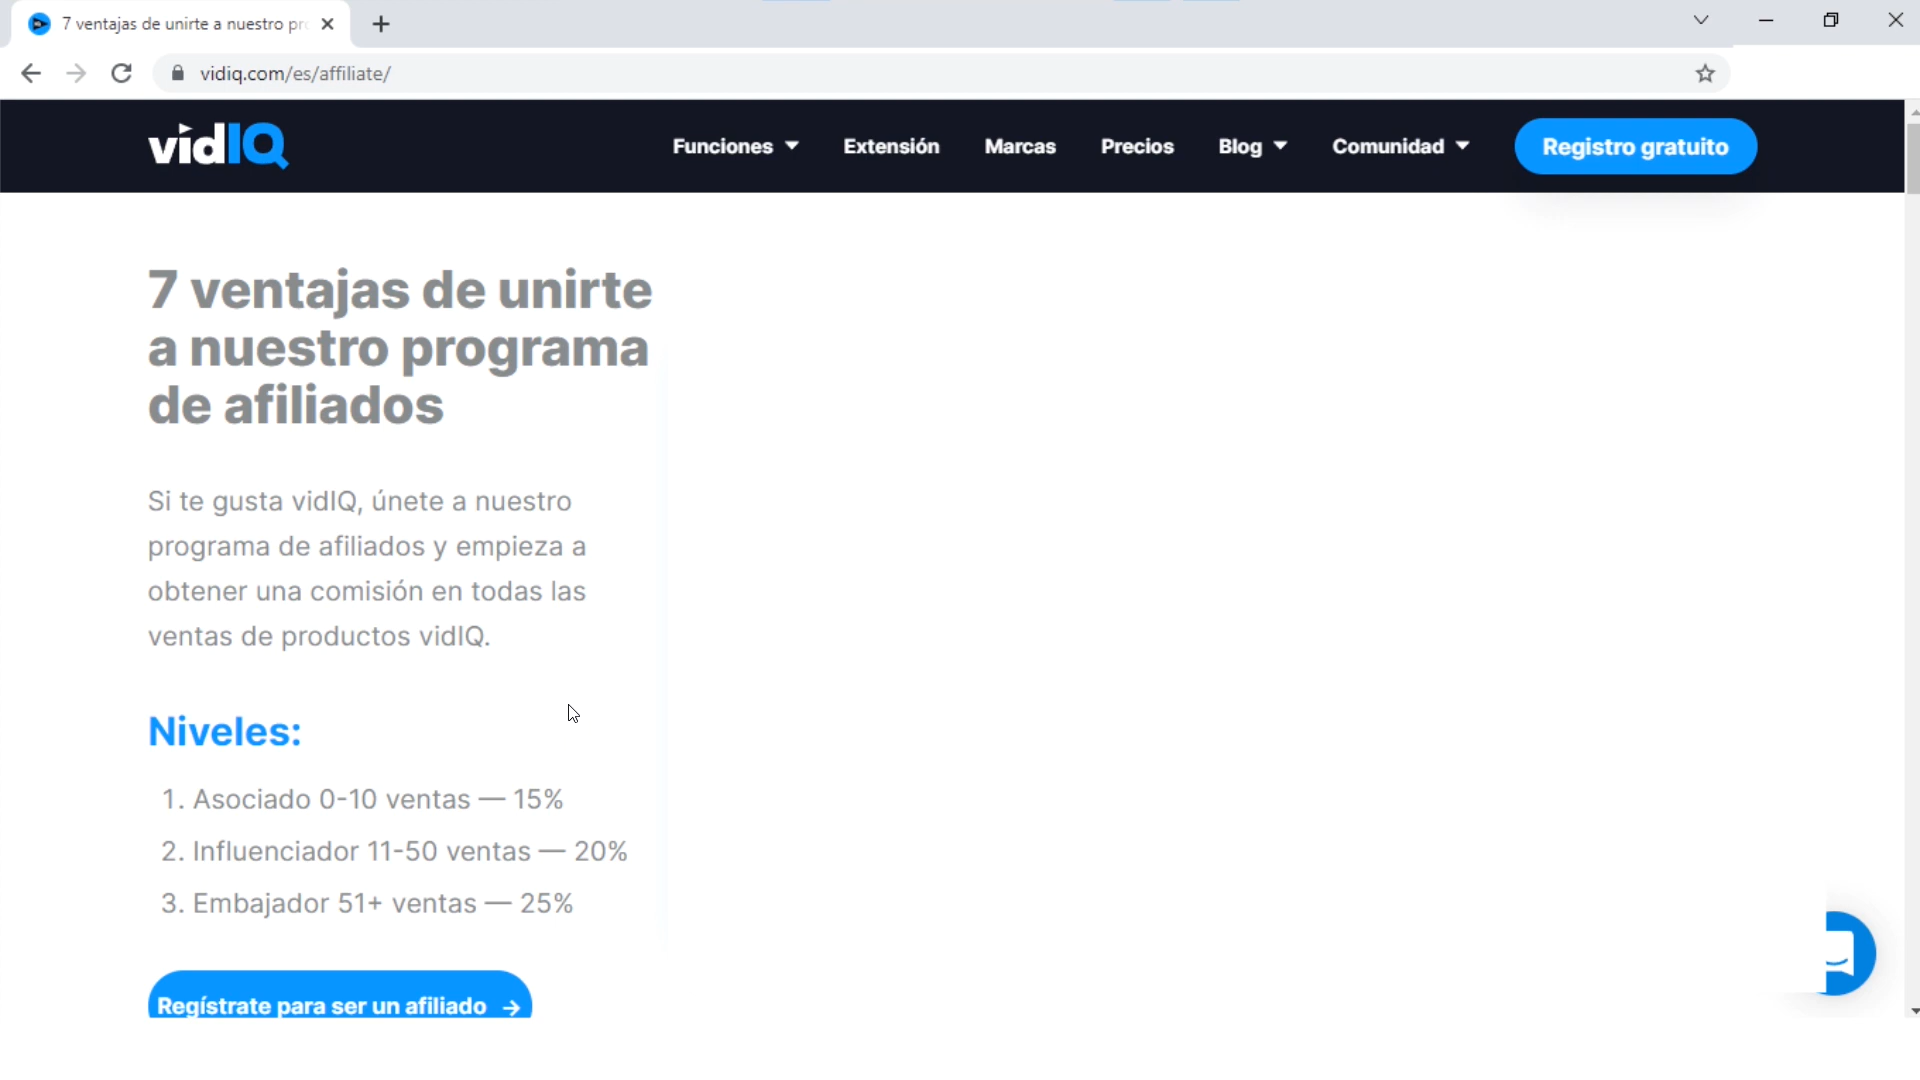 7 ventajas de unirte a nuestro pr
vidiq.com/es/affiliate/
vidIQ
Funciones
Extensión
Marcas
Precios
Blog
Comunidad
Registro gratuito
7 ventajas de unirte
a nuestro programa
de afiliados
Si te gusta vidIQ, únete a nuestro
programa de afiliados y empieza a
obtener una comisión en todas las
ventas de productos vidIQ.
Niveles:
1. Asociado 0-10 ventas — 15%
2. Influenciador 11-50 ventas — 20%
3. Embajador 51+ ventas — 25%
Regístrate para ser un afiliado →